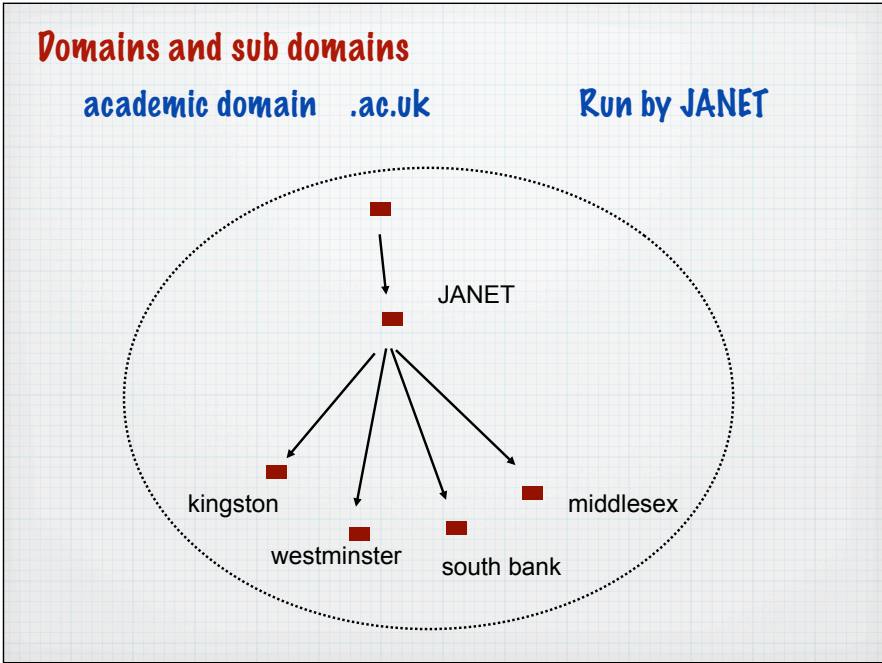 Domains and sub domains
academic domain .ac.uk Run by JANET
JANET
kingston
middlesex
westminster
south bank